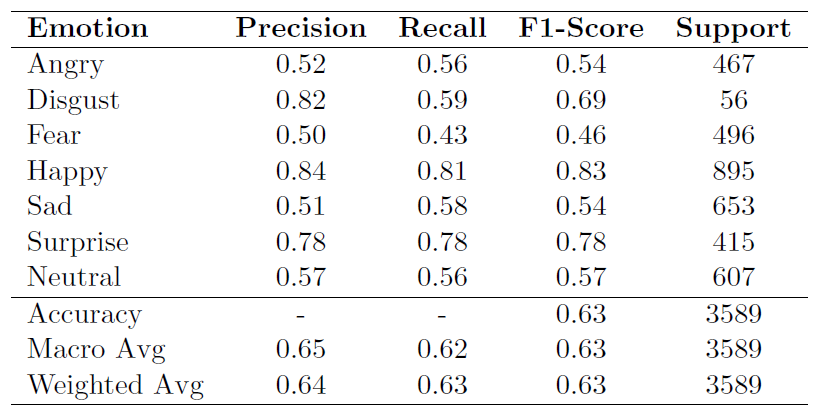 Emotion Precision Recall F1-Score Support
Angry 0.52 0.56 0.54 467
Disgust 0.82 0.59 0.69 56
Fear 0.50 0.43 0.46 496
Happy 0.84 0.81 0.83 895
Sad 0.51 0.58 0.54 653
Surprise 0.78 0.78 0.78 415
Neutral 0.57 0.56 0.57 607
Accuracy - - 0.63 3589
Macro Avg 0.65 0.62 0.63 3589
Weighted Avg 0.64 0.63 0.63 3589